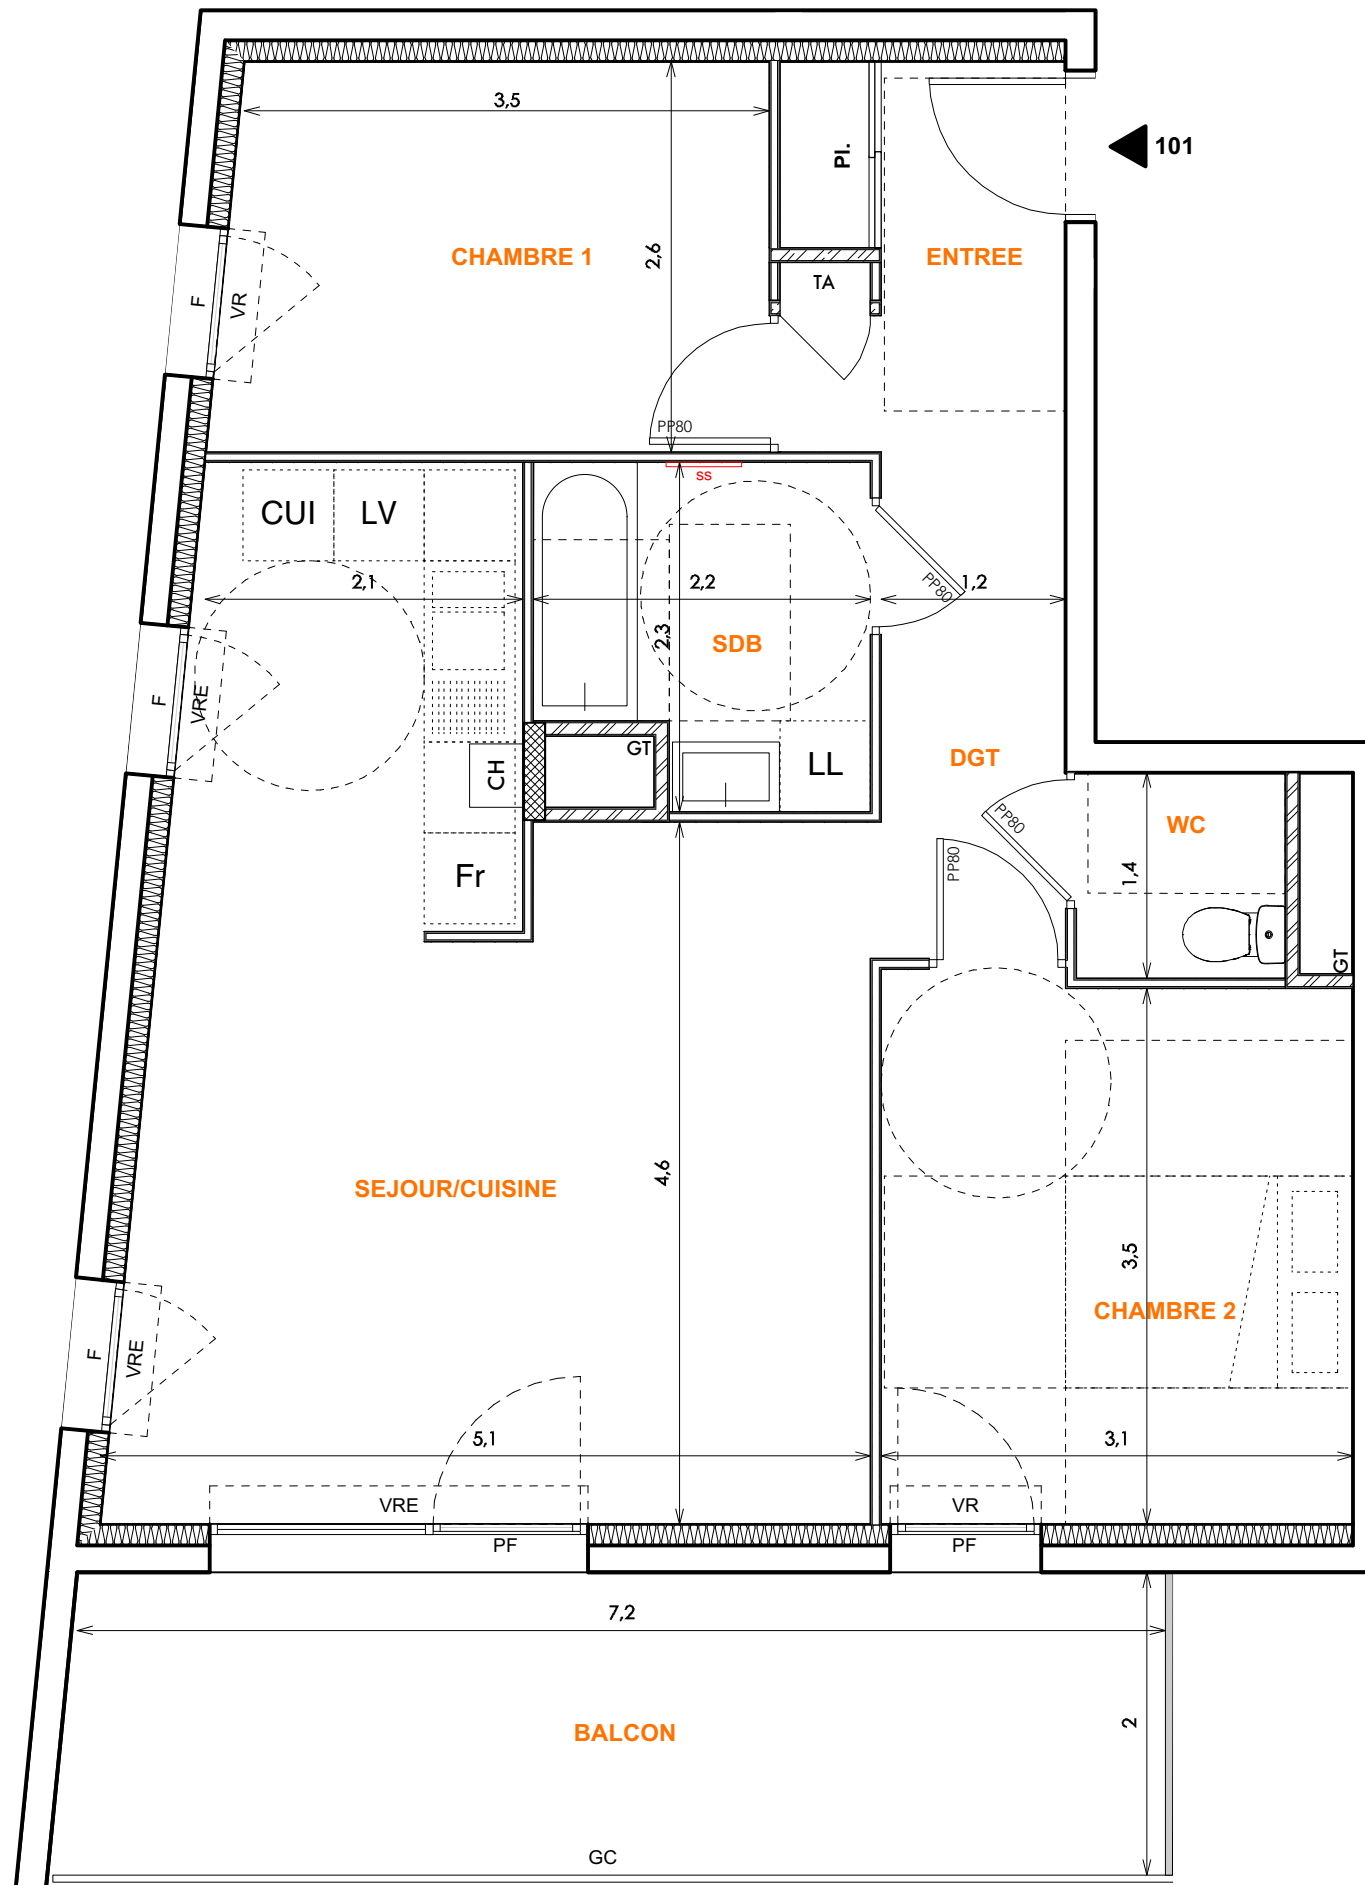 3,5
101
Pl.
CHAMBRE 1
2,6
ENTREE
TA
F
VR
PP80
ss
CUI
LV
2,1
2,2
PP80
1,2
2,3
SDB
F
VRE
GT
CH
LL
DGT
PP80
WC
PP80
1,4
Fr
GT
4,6
SEJOUR/CUISINE
3,5
CHAMBRE 2
F
VRE
5,1
3,1
VRE
VR
PF
PF
7,2
BALCON
2
GC